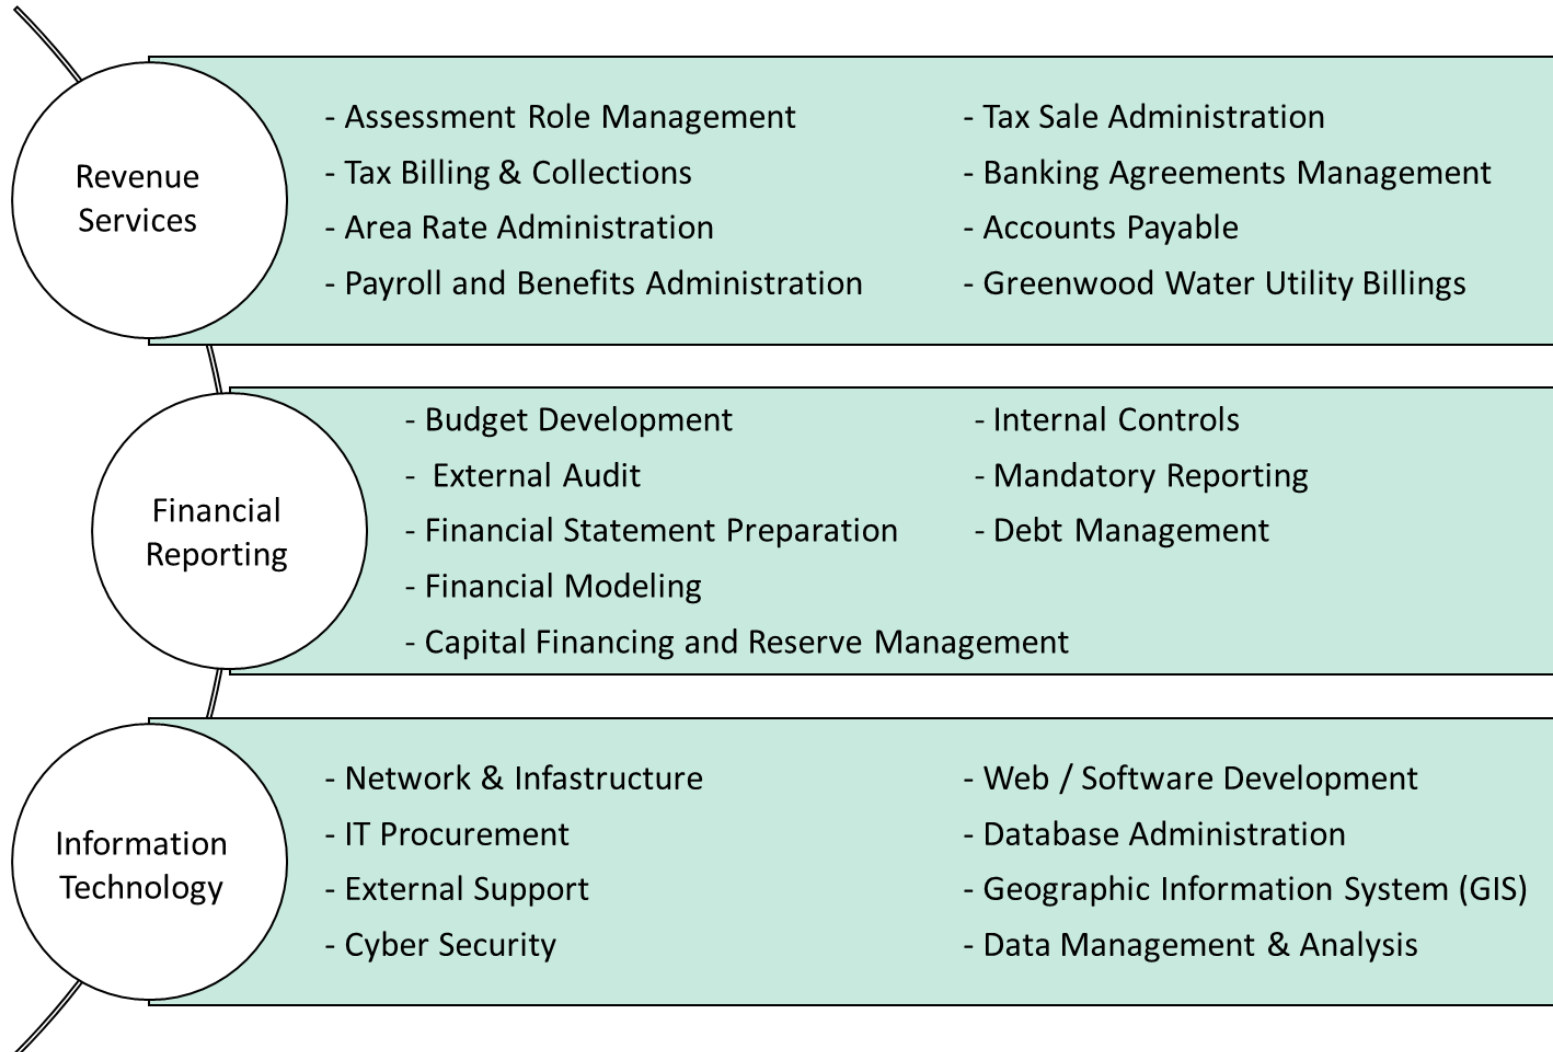 Revenue
Services
- Assessment Role Management
- Tax Billing & Collections
- Area Rate Administration
- Payroll and Benefits Administration
- Tax Sale Administration
- Banking Agreements Management
- Accounts Payable
- Greenwood Water Utility Billings
Financial
Reporting
- Budget Development
-  External Audit
- Financial Statement Preparation
- Financial Modeling
- Capital Financing and Reserve Management
- Internal Controls
- Mandatory Reporting
- Debt Management
Information
Technology
- Network & Infastructure
- IT Procurement
- External Support
- Cyber Security
- Web / Software Development
- Database Administration
- Geographic Information System (GIS)
- Data Management & Analysis